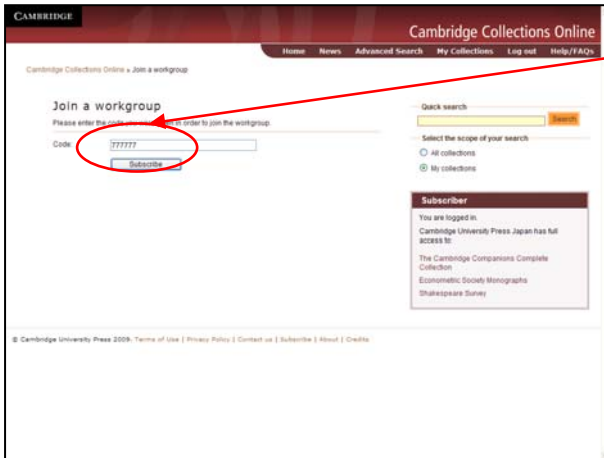 CAMBRIDGE
Cambridge Collections Online
Home News Advanced Search My Collections Log out Help/FAQs
Cambridge Collections Online » Join a workgroup
Join a workgroup
Please enter the code in order to join the workgroup.
Code: 777777
Subscribe
Quick search
Search
Select the scope of your search
All collections
My collections
Subscriber
You are logged in.
Cambridge University Press Japan has full
access to:
The Cambridge Companions Complete
Collection
Econometric Society Monographs
Shakespeare Survey
© Cambridge University Press 2009. Terms of Use | Privacy Policy | Contact us | Subscribe | About | Credits